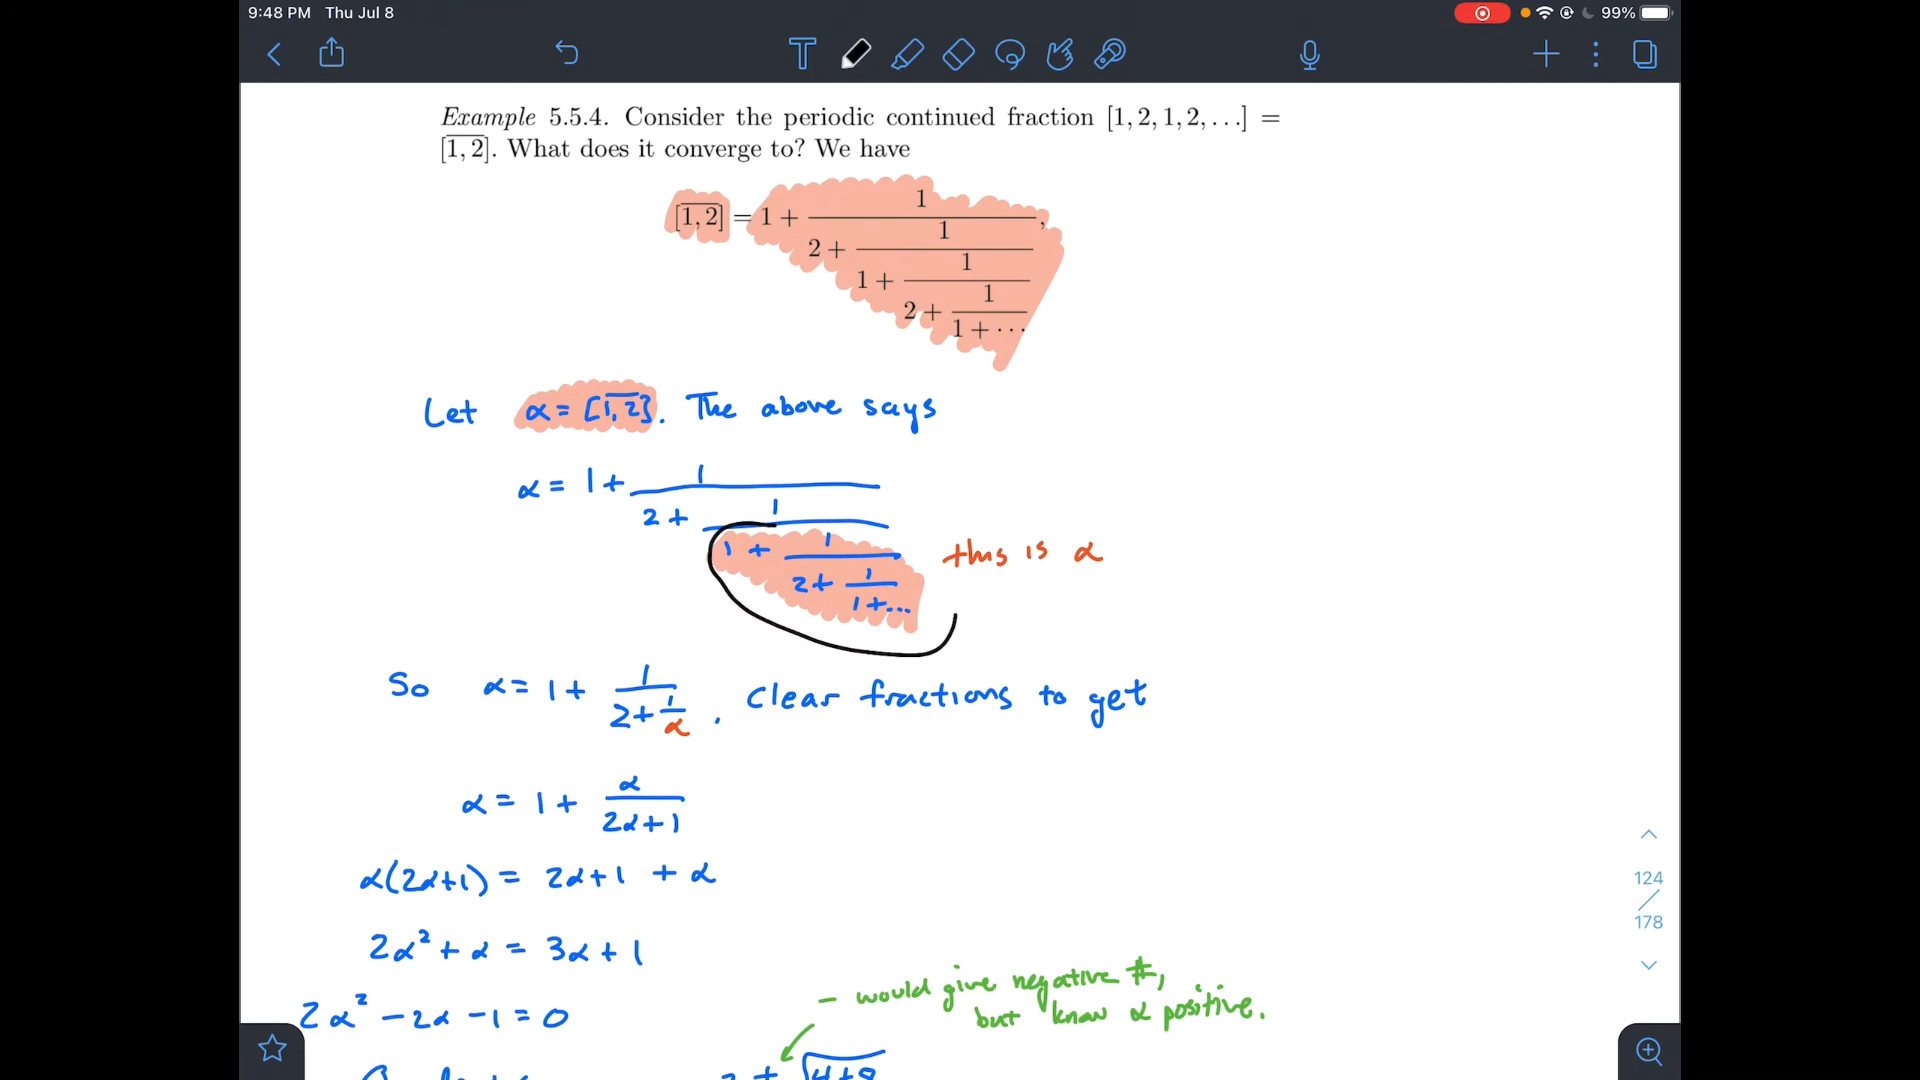 9:48 PM Thu Jul 8
99%
Example 5.5.4. Consider the periodic continued fraction [1, 2, 1, 2, ...] =
[1, 2]. What does it converge to? We have
[1, 2] = 1 + 1
2 + 1
1 + 1
2 + 1
1 + ···,
Let α = [1, 2]. The above says
α = 1 + 1
2 + 1
1 + 1
2 + 1
1 + ...
this is α
So α = 1 + 1
2 + 1
α
. Clear fractions to get
α = 1 + α
2α+1
α(2α+1) = 2α+1 + α
2α² + α = 3α + 1
2α² - 2α - 1 = 0
- would give negative #,
but know α positive.
124
/
178